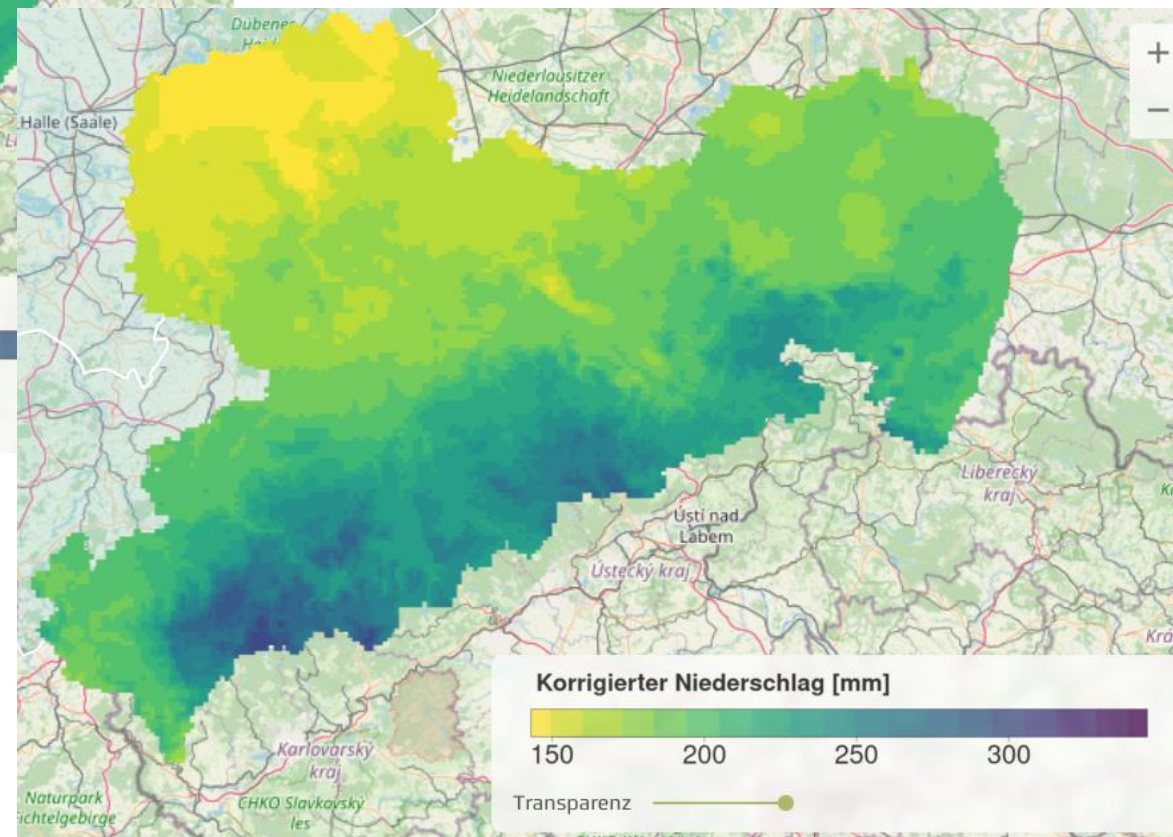 Dübener
Niederlausitzer
Heidelandschaft
+
−
Halle (Saale)
Liberecký
kraj
Ústí nad
Labem
Ústecký kraj
Karlovarský
kraj
Naturpark
CHKO Slavkovský
les
Korrigierter Niederschlag [mm]
150 200 250 300
Transparenz